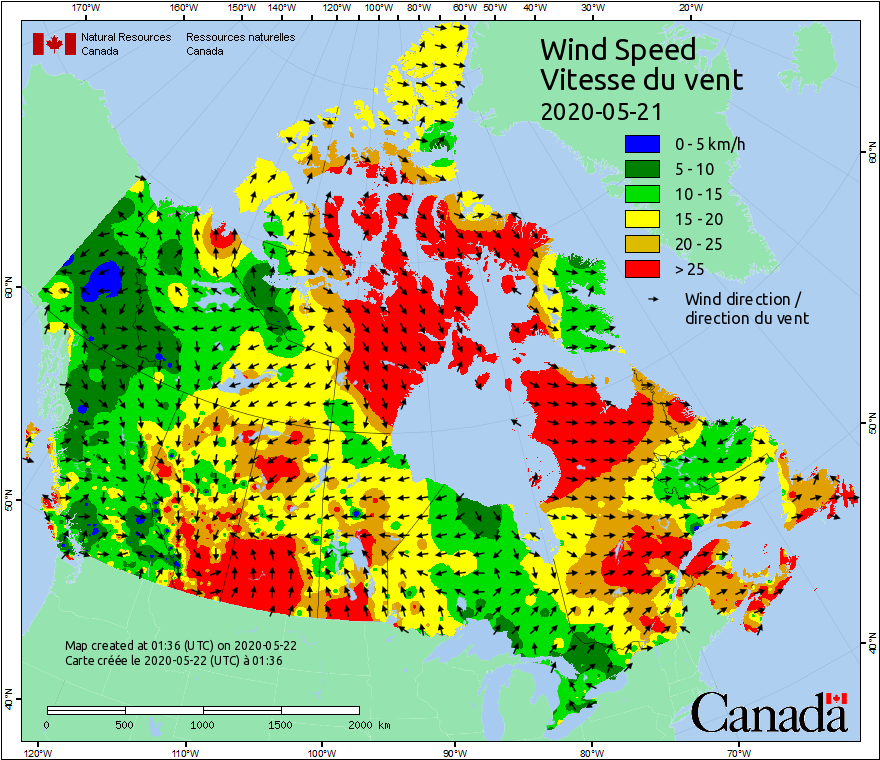 170°W 160°W 150°W 140°W 120°W 100°W 80°W 60°W 50°W 40°W 30°W 20°W
Natural Resources Ressources naturelles
Canada Canada
Wind Speed
Vitesse du vent
2020-05-21
0 - 5 km/h
5 - 10
10 - 15
15 - 20
20 - 25
> 25
Wind direction /
direction du vent
60°N
60°N
50°N
50°N
40°N
40°N
Map created at 01:36 (UTC) on 2020-05-22
Carte créée le 2020-05-22 (UTC) à 01:36
0 500 1000 1500 2000 km
Canada
120°W 110°W 100°W 90°W 80°W 70°W